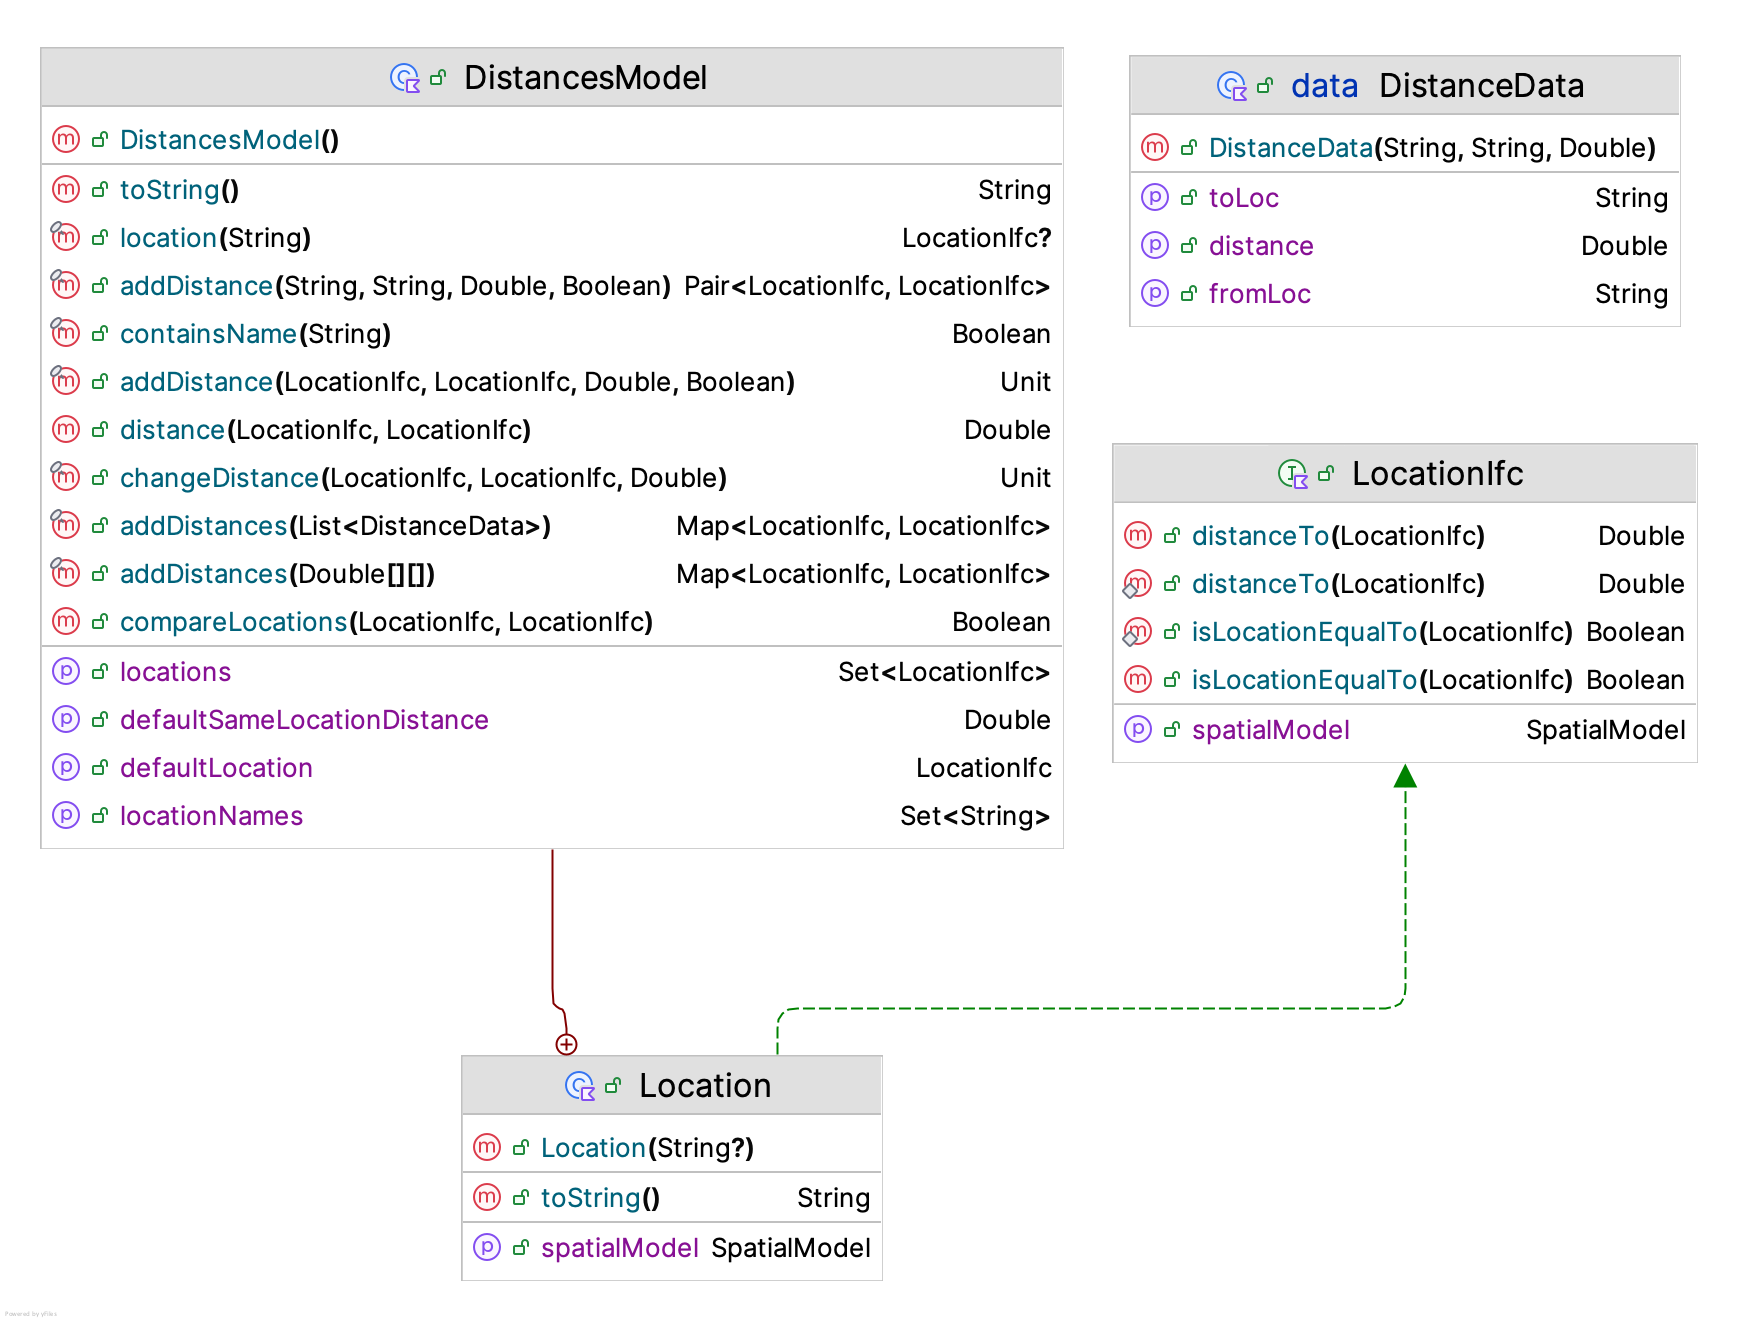 DistancesModel
DistancesModel()
toString() String
location(String) LocationIfc?
addDistance(String, String, Double, Boolean) Pair<LocationIfc, LocationIfc>
containsName(String) Boolean
addDistance(LocationIfc, LocationIfc, Double, Boolean) Unit
distance(LocationIfc, LocationIfc) Double
changeDistance(LocationIfc, LocationIfc, Double) Unit
addDistances(List<DistanceData>) Map<LocationIfc, LocationIfc>
addDistances(Double[][]) Map<LocationIfc, LocationIfc>
compareLocations(LocationIfc, LocationIfc) Boolean
locations Set<LocationIfc>
defaultSameLocationDistance Double
defaultLocation LocationIfc
locationNames Set<String>
data DistanceData
DistanceData(String, String, Double)
toLoc String
distance Double
fromLoc String
LocationIfc
distanceTo(LocationIfc) Double
distanceTo(LocationIfc) Double
isLocationEqualTo(LocationIfc) Boolean
isLocationEqualTo(LocationIfc) Boolean
spatialModel SpatialModel
Location
Location(String?)
toString() String
spatialModel SpatialModel
Powered by yFiles